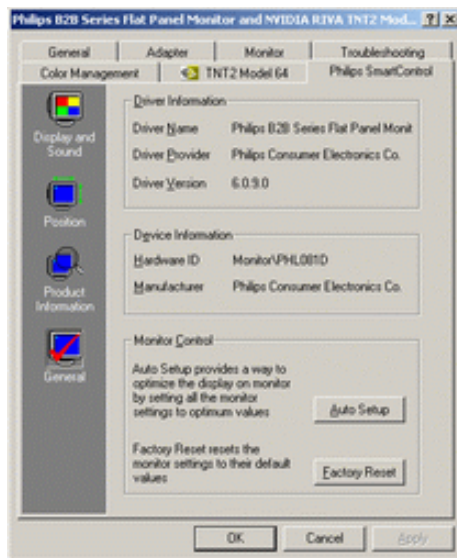 Philips B2B Series Flat Panel Monitor and NVIDIA RIVA TNT2 Mod...
General Adapter Monitor Troubleshooting
Color Management TNT2 Model 64 Philips SmartControl
Display and
Sound
Position
Product
Information
General
Driver Information
Driver Name Philips B2B Series Flat Panel Monit
Driver Provider Philips Consumer Electronics Co.
Driver Version 6.0.9.0
Device Information
Hardware ID Monitor\PHL081D
Manufacturer Philips Consumer Electronics Co.
Monitor Control
Auto Setup provides a way to
optimize the display on monitor
by setting all the monitor
settings to optimum values
Auto Setup
Factory Reset resets the
monitor settings to their default
values
Factory Reset
OK Cancel Apply